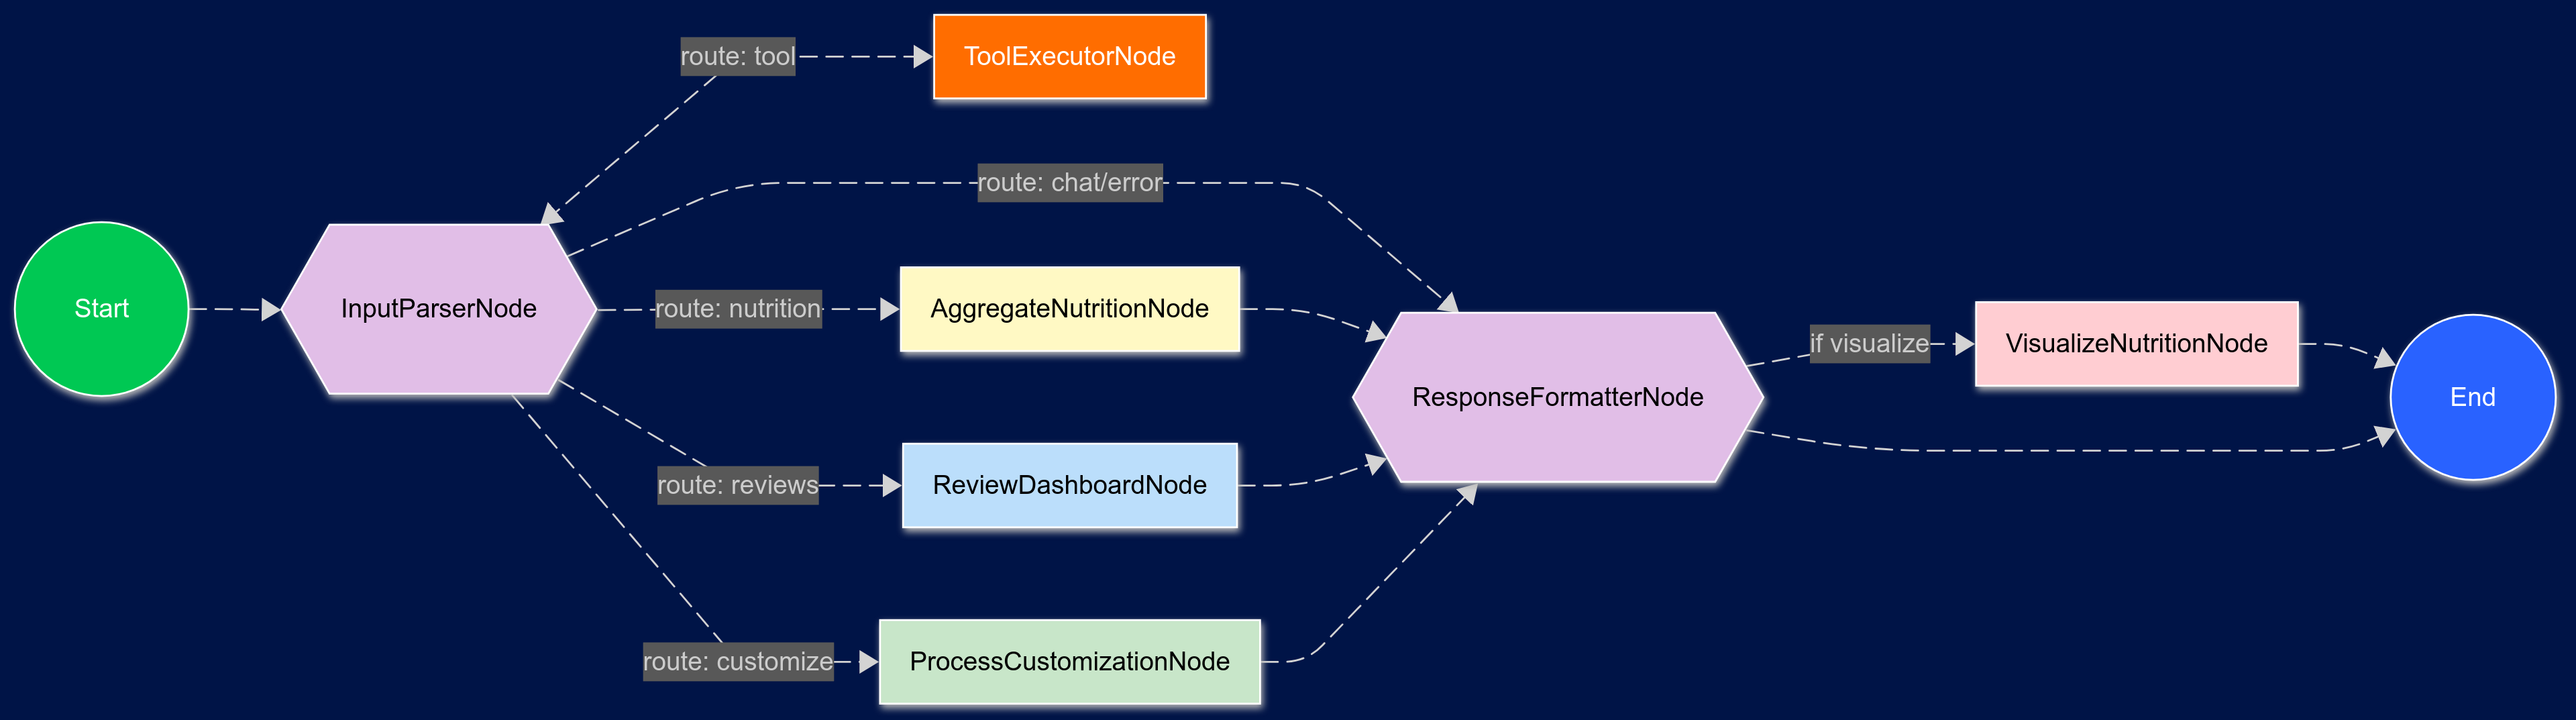 route: tool
ToolExecutorNode
route: chat/error
Start
InputParserNode
route: nutrition
AggregateNutritionNode
if visualize
VisualizeNutritionNode
ResponseFormatterNode
End
route: reviews
ReviewDashboardNode
route: customize
ProcessCustomizationNode